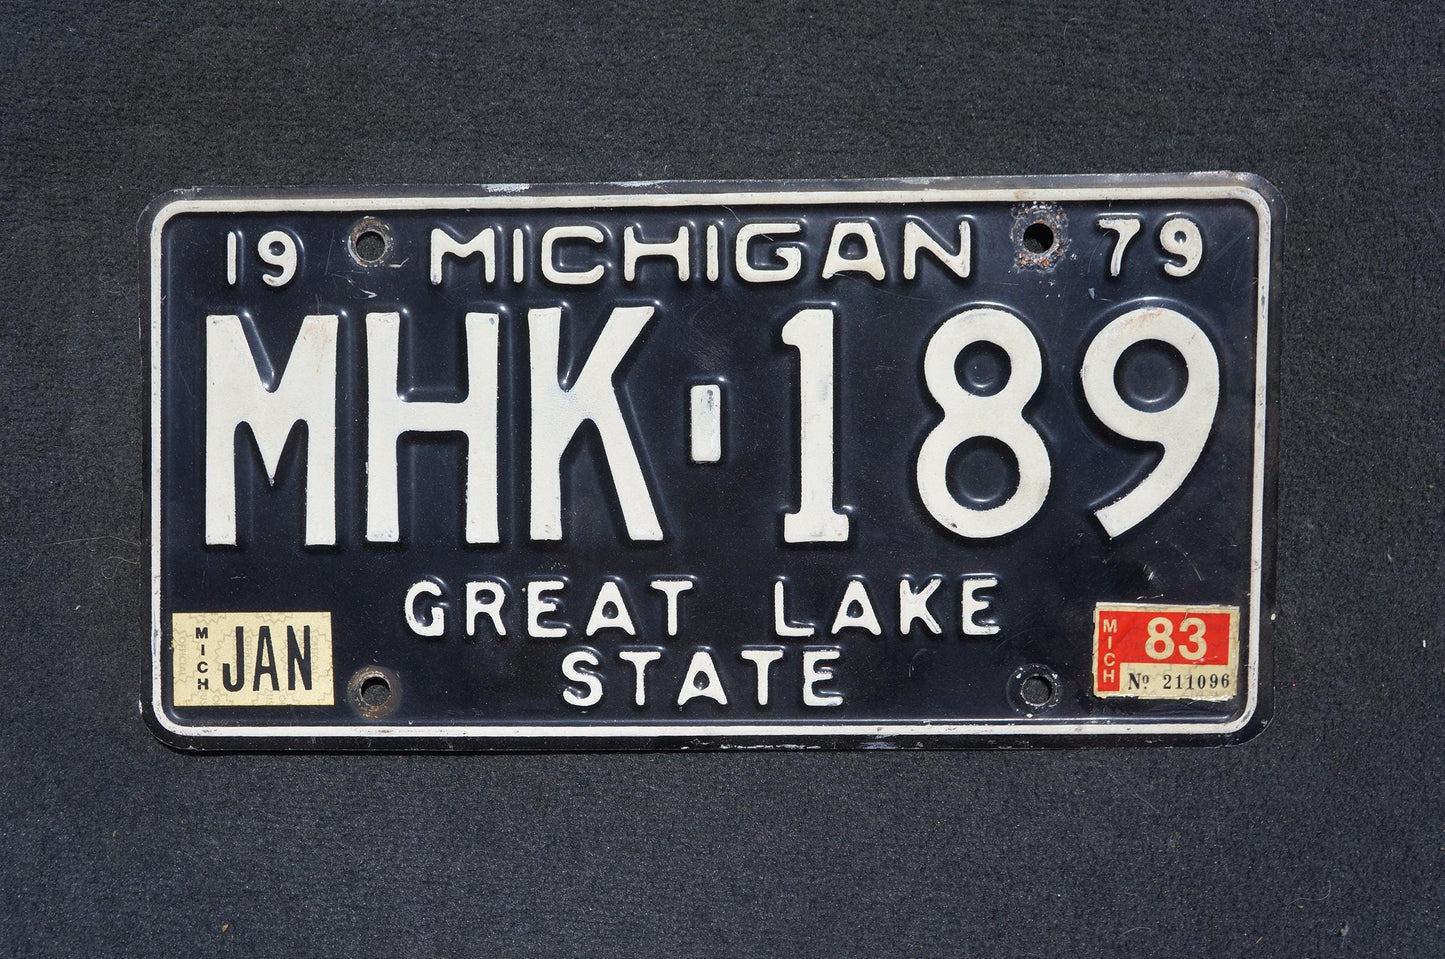 19 MICHIGAN 79
MHK-189
GREAT LAKE
STATE
MICH JAN
MICH 83
Nº 211096